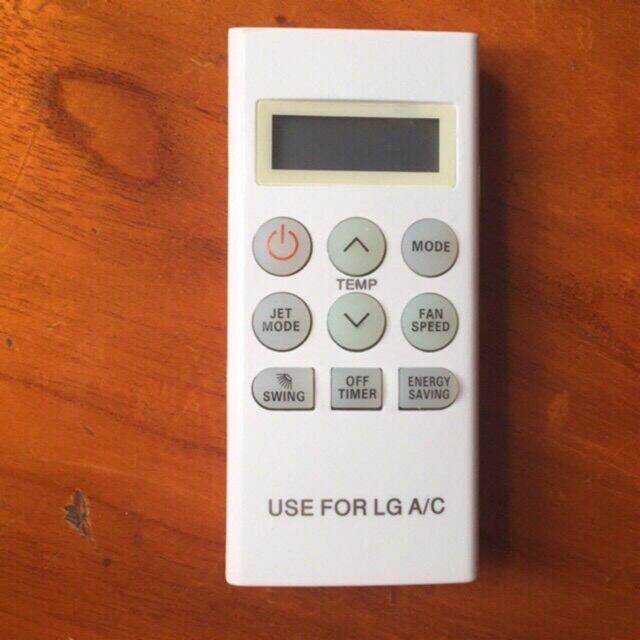 MODE
TEMP
JET
MODE
FAN
SPEED
SWING
OFF
TIMER
ENERGY
SAVING
USE FOR LG A/C